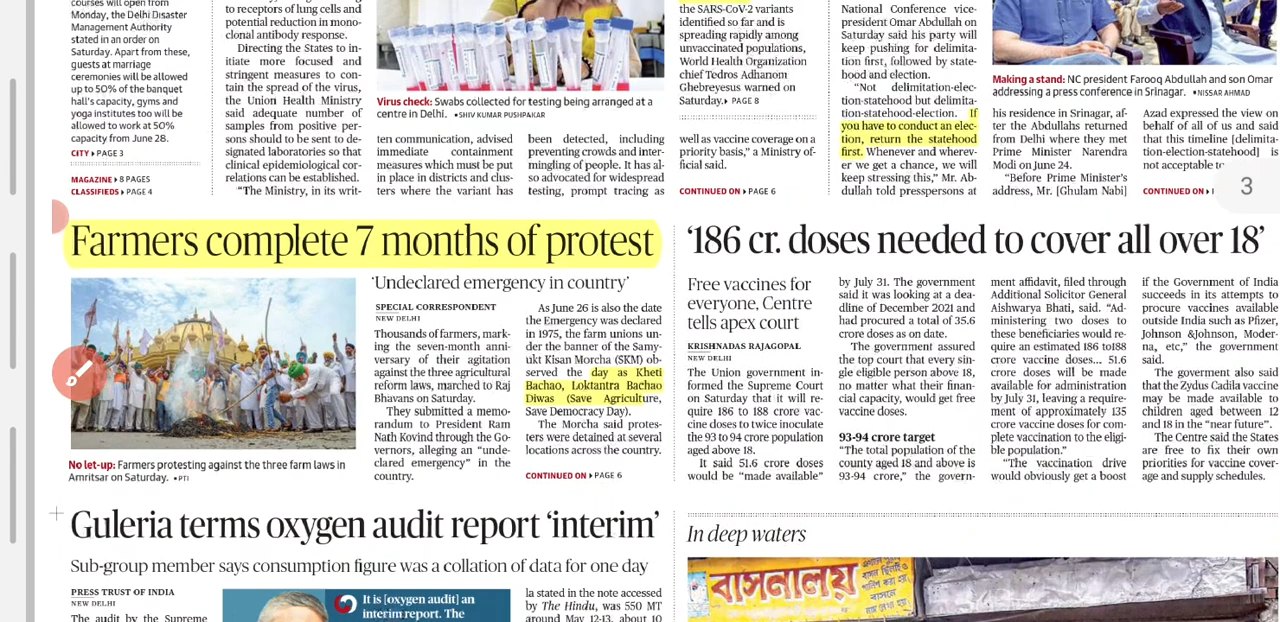 courses will open from
Monday, the Delhi Disaster
Management Authority
stated in an order on
Saturday. Apart from these,
guests at marriage
ceremonies will be allowed
up to 50% of the banquet
hall's capacity, gyms and
yoga institutes too will
allowed to work at 50%
capacity from June 28.
CITY ▸ PAGE 3
MAGAZINE ▸ 8 PAGES
CLASSIFIEDS ▸ PAGE 4
to receptors of lung cells and
potential reduction in mono-
clonal antibody response.
Directing the States to in-
itiate more focused and
stringent measures to con-
tain the spread of the virus,
the Union Health Ministry
said adequate number of
samples from positive per-
sons should be sent to de-
signated laboratories so that
clinical epidemiological cor-
relations can be established.
"The Ministry, in its writ-
Virus check: Swabs collected for testing being arranged at a
centre in Delhi. ▪ SHIV KUMAR PUSHPAKAR
ten communication, advised
immediate containment
measures which must be put
in place in districts and clus-
ters where the variant has
been detected, including
preventing crowds and inter-
mingling of people. It has al-
so advocated for widespread
testing, prompt tracing as
the SARS-CoV-2 variants
identified so far and is
spreading rapidly among
unvaccinated populations,
World Health Organization
chief Tedros Adhanom
Ghebreyesus warned on
Saturday. ▸ PAGE 8
well as vaccine coverage on a
priority basis," a Ministry of-
ficial said.
CONTINUED ON ▸ PAGE 6
National Conference vice-
president Omar Abdullah on
Saturday said his party will
keep pushing for delimita-
tion first, followed by state-
hood and election.
"Not delimitation-elec-
tion-statehood but delimita-
tion-statehood-election. If
you have to conduct an elec-
tion, return the statehood
first. Whenever and wherev-
er we get a chance, we will
keep stressing this," Mr. Ab-
dullah told presspersons at
Making a stand: NC president Farooq Abdullah and son Omar
addressing a press conference in Srinagar. ▪ NISSAR AHMAD
his residence in Srinagar, af-
ter the Abdullahs returned
from Delhi where they met
Prime Minister Narendra
Modi on June 24.
"Before Prime Minister's
address, Mr. [Ghulam Nabi]
Azad expressed the view on
behalf of all of us and said
that this timeline [delimita-
tion-election-statehood] is
not acceptable to
CONTINUED ON ▸
3
Farmers complete 7 months of protest
'Undeclared emergency in country'
No let-up: Farmers protesting against the three farm laws in
Amritsar on Saturday. ▪ PTI
SPECIAL CORRESPONDENT
NEW DELHI
Thousands of farmers, mark-
ing the seven-month anni-
versary of their agitation
against the three agricultural
reform laws, marched to Raj
Bhavans on Saturday.
They submitted a memo-
randum to President Ram
Nath Kovind through the Go-
vernors, alleging an "unde-
clared emergency" in the
country.
As June 26 is also the date
the Emergency was declared
in 1975, the farm unions un-
der the banner of the Samy-
ukt Kisan Morcha (SKM) ob-
served the day as Kheti
Bachao, Loktantra Bachao
Diwas (Save Agriculture,
Save Democracy Day).
The Morcha said protes-
ters were detained at several
locations across the country.
CONTINUED ON ▸ PAGE 6
'186 cr. doses needed to cover all over 18'
Free vaccines for
everyone, Centre
tells apex court
KRISHNADAS RAJAGOPAL
NEW DELHI
The Union government in-
formed the Supreme Court
on Saturday that it will re-
quire 186 to 188 crore vac-
cine doses to twice inoculate
the 93 to 94 crore population
aged above 18.
It said 51.6 crore doses
would be "made available"
by July 31. The government
said it was looking at a dea-
dline of December 2021 and
had procured a total of 35.6
crore doses as on date.
The government assured
the top court that every sin-
gle eligible person above 18,
no matter what their finan-
cial capacity, would get free
vaccine doses.
93-94 crore target
"The total population of the
county aged 18 and above is
93-94 crore," the govern-
ment affidavit, filed through
Additional Solicitor General
Aishwarya Bhati, said. "Ad-
ministering two doses to
these beneficiaries would re-
quire an estimated 186 to188
crore vaccine doses... 51.6
crore doses will be made
available for administration
by July 31, leaving a require-
ment of approximately 135
crore vaccine doses for com-
plete vaccination to the eligi-
ble population."
"The vaccination drive
would obviously get a boost
if the Government of India
succeeds in its attempts to
procure vaccines available
outside India such as Pfizer,
Johnson &Johnson, Moder-
na, etc," the government
said.
The goverment also said
that the Zydus Cadila vaccine
may be made available to
children aged between 12
and 18 in the "near future".
The Centre said the States
are free to fix their own
priorities for vaccine cover-
age and supply schedules.
Guleria terms oxygen audit report 'interim'
Sub-group member says consumption figure was a collation of data for one day
PRESS TRUST OF INDIA
NEW DELHI
The audit by the Supreme
It is [oxygen audit] an
interim report. The
la stated in the note accessed
by The Hindu, was 550 MT
around May 12-13, about 10
In deep waters
বাসনালয়